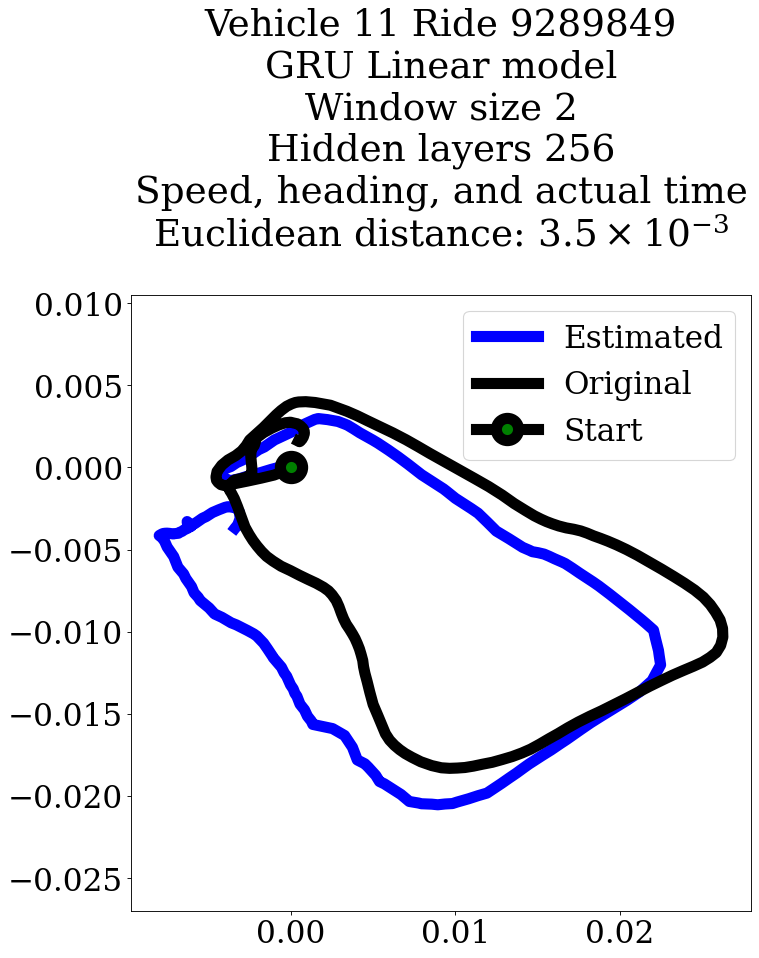 Vehicle 11 Ride 9289849
GRU Linear model
Window size 2
Hidden layers 256
Speed, heading, and actual time
Euclidean distance: 3.5 × 10⁻³
0.010
0.005
0.000
−0.005
−0.010
−0.015
−0.020
−0.025
Estimated
Original
Start
0.00
0.01
0.02